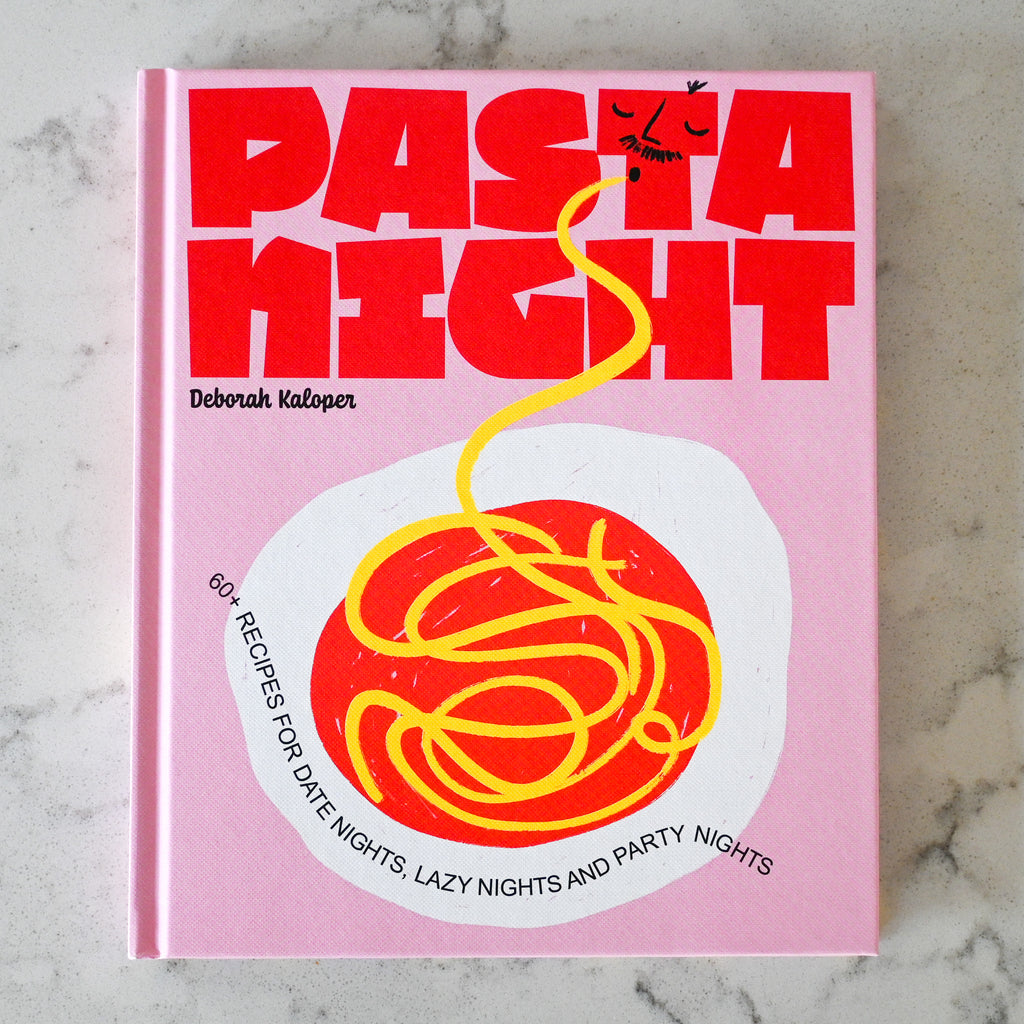 PASTA
NIGHT
Deborah Kaloper
60+ RECIPES FOR DATE NIGHTS, LAZY NIGHTS AND PARTY NIGHTS